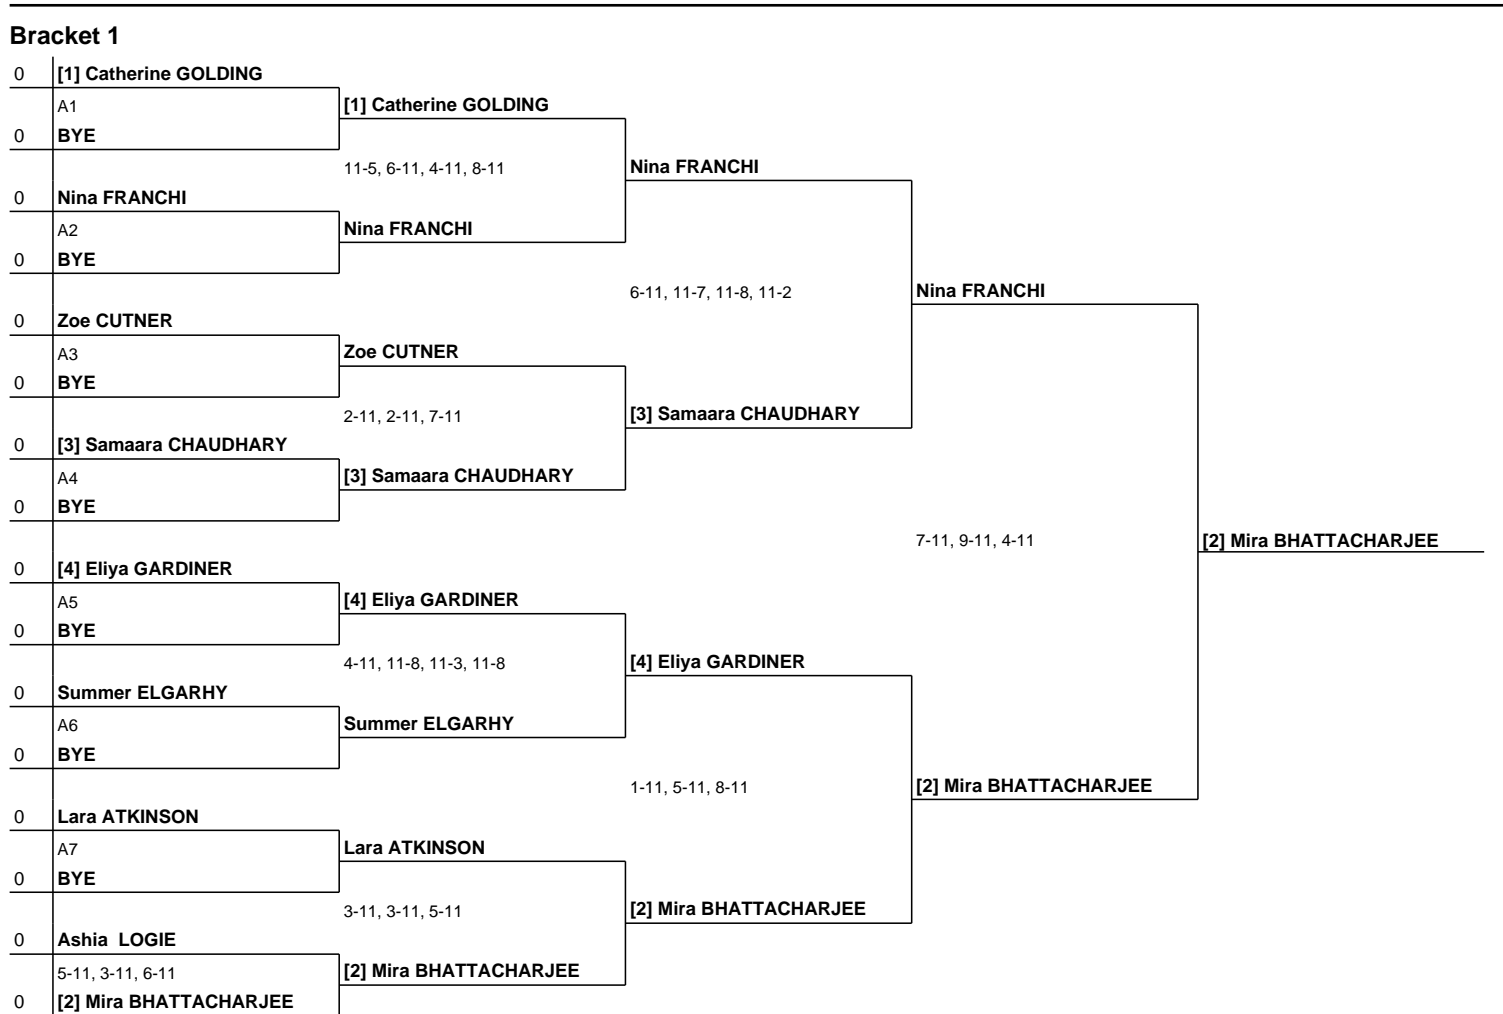 Bracket 1
0 [1] Catherine GOLDING
A1 [1] Catherine GOLDING
0 BYE
11-5, 6-11, 4-11, 8-11 Nina FRANCHI
0 Nina FRANCHI
A2 Nina FRANCHI
0 BYE
6-11, 11-7, 11-8, 11-2 Nina FRANCHI
0 Zoe CUTNER
A3 Zoe CUTNER
0 BYE
2-11, 2-11, 7-11 [3] Samaara CHAUDHARY
0 [3] Samaara CHAUDHARY
A4 [3] Samaara CHAUDHARY
0 BYE
7-11, 9-11, 4-11 [2] Mira BHATTACHARJEE
0 [4] Eliya GARDINER
A5 [4] Eliya GARDINER
0 BYE
4-11, 11-8, 11-3, 11-8 [4] Eliya GARDINER
0 Summer ELGARHY
A6 Summer ELGARHY
0 BYE
1-11, 5-11, 8-11 [2] Mira BHATTACHARJEE
0 Lara ATKINSON
A7 Lara ATKINSON
0 BYE
3-11, 3-11, 5-11 [2] Mira BHATTACHARJEE
0 Ashia LOGIE
5-11, 3-11, 6-11 [2] Mira BHATTACHARJEE
0 [2] Mira BHATTACHARJEE